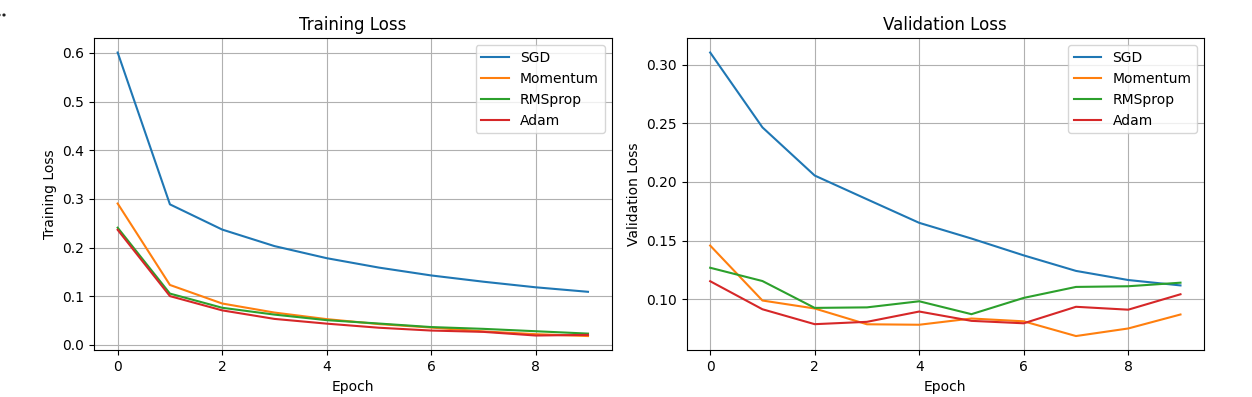 ..
Training Loss
0.6
0.5
0.4
0.3
0.2
0.1
0.0
Training Loss
0
2
4
6
8
Epoch
SGD
Momentum
RMSprop
Adam
Validation Loss
0.30
0.25
0.20
0.15
0.10
Validation Loss
0
2
4
6
8
Epoch
SGD
Momentum
RMSprop
Adam